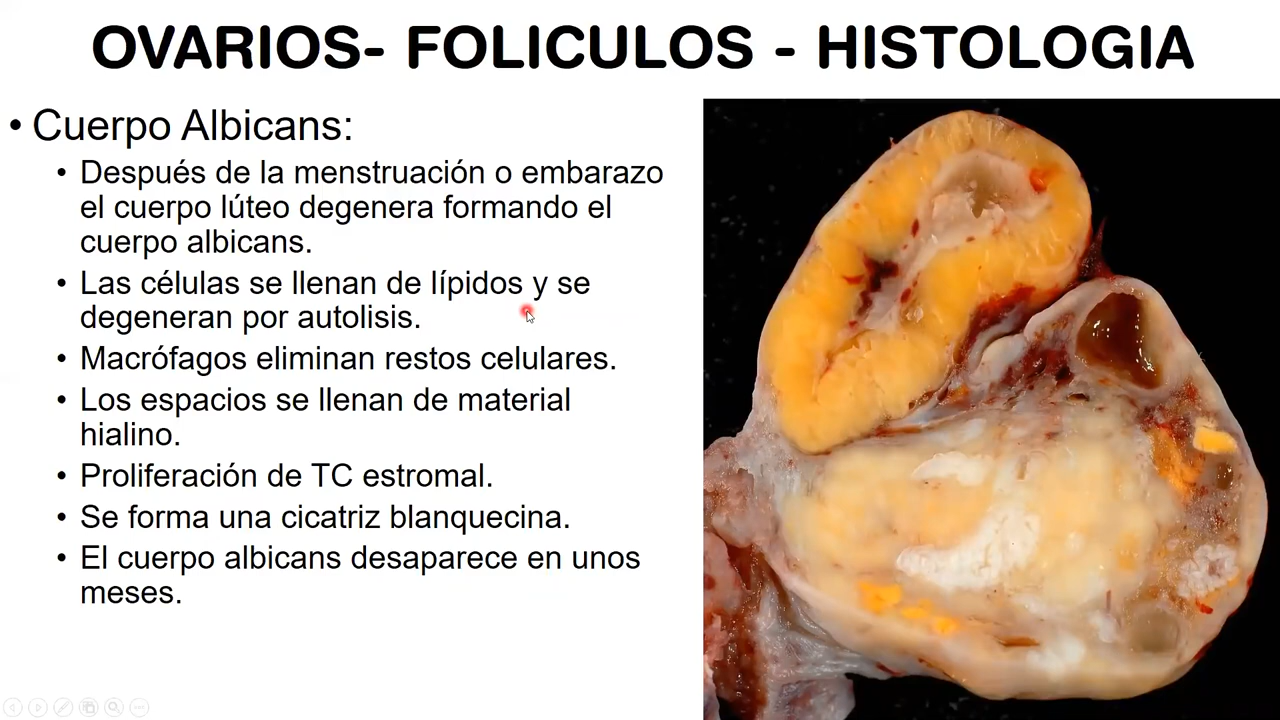 OVARIOS- FOLICULOS - HISTOLOGIA
• Cuerpo Albicans:
• Después de la menstruación o embarazo
el cuerpo lúteo degenera formando el
cuerpo albicans.
• Las células se llenan de lípidos y se
degeneran por autolisis.
• Macrófagos eliminan restos celulares.
• Los espacios se llenan de material
hialino.
• Proliferación de TC estromal.
• Se forma una cicatriz blanquecina.
• El cuerpo albicans desaparece en unos
meses.